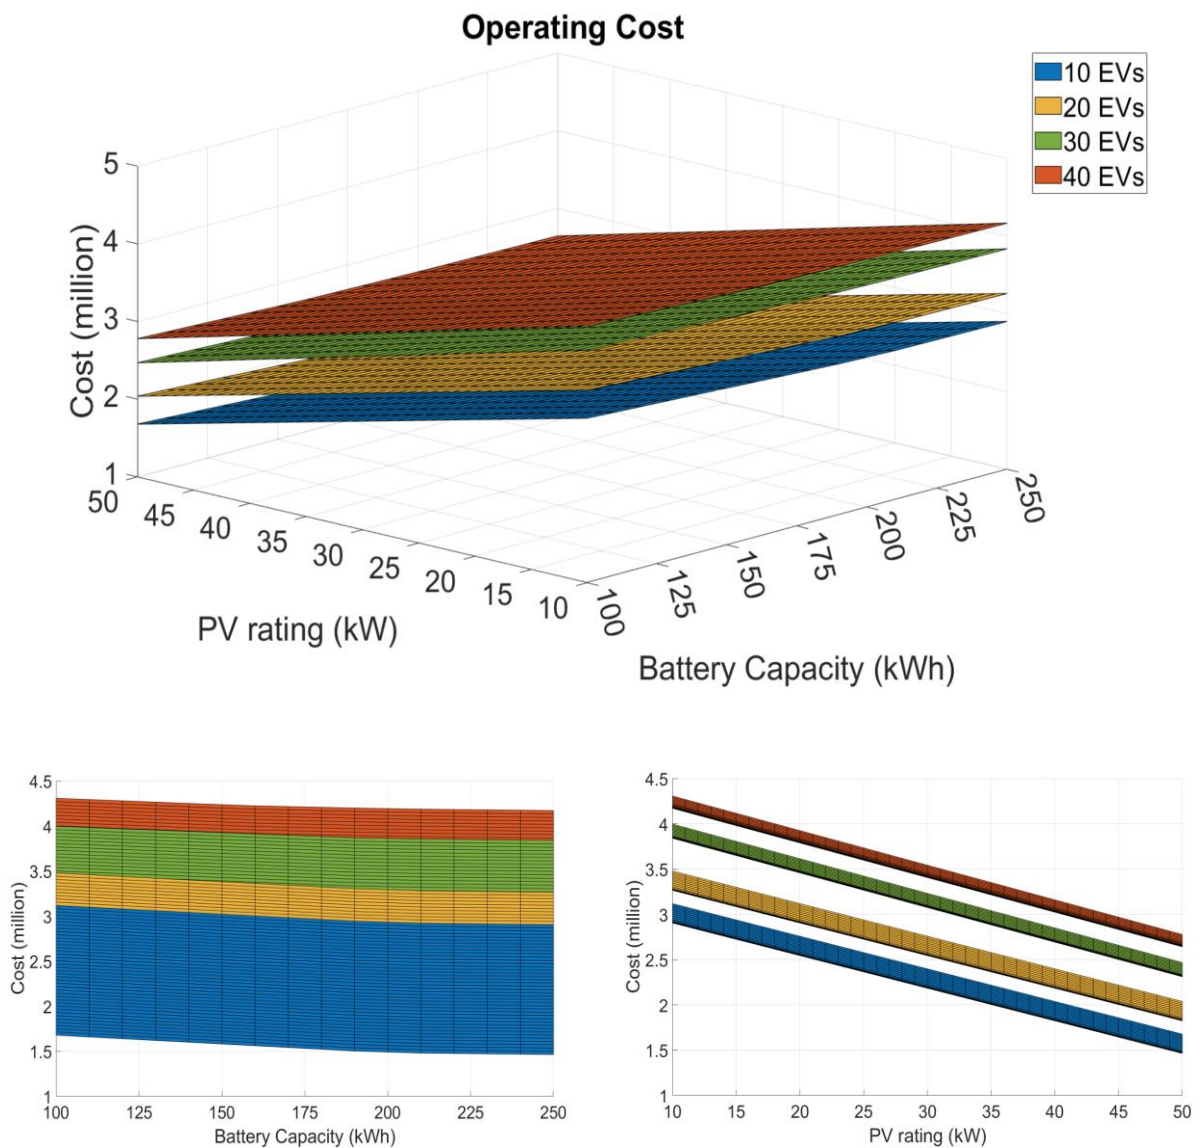 Operating Cost
10 EVs
20 EVs
30 EVs
40 EVs
5
4
3
2
1
Cost (million)
50
45
40
35
30
25
20
15
10
PV rating (kW)
100
125
150
175
200
225
250
Battery Capacity (kWh)
4.5
4
3.5
3
2.5
2
1.5
1
Cost (million)
100 125 150 175 200 225 250
Battery Capacity (kWh)
4.5
4
3.5
3
2.5
2
1.5
1
Cost (million)
10 15 20 25 30 35 40 45 50
PV rating (kW)